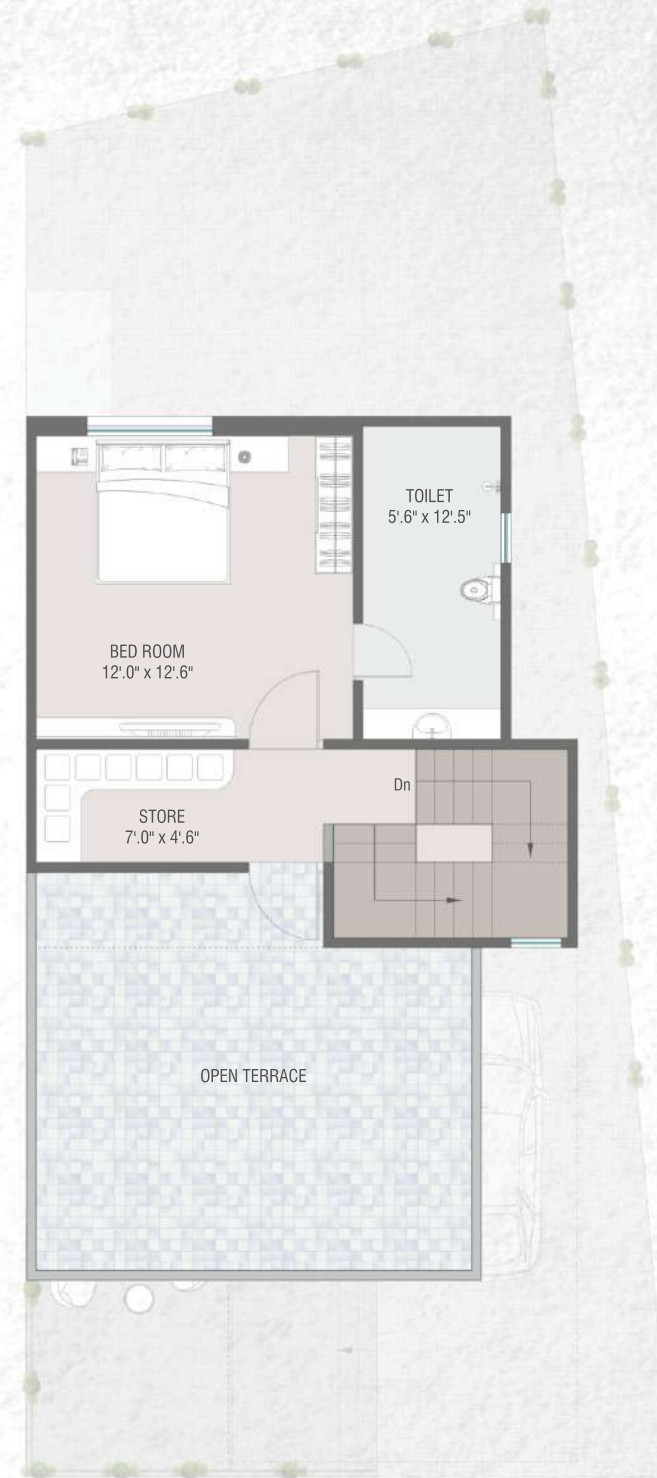 TOILET
5'.6" x 12'.5"
BED ROOM
12'.0" x 12'.6"
Dn
STORE
7'.0" x 4'.6"
OPEN TERRACE